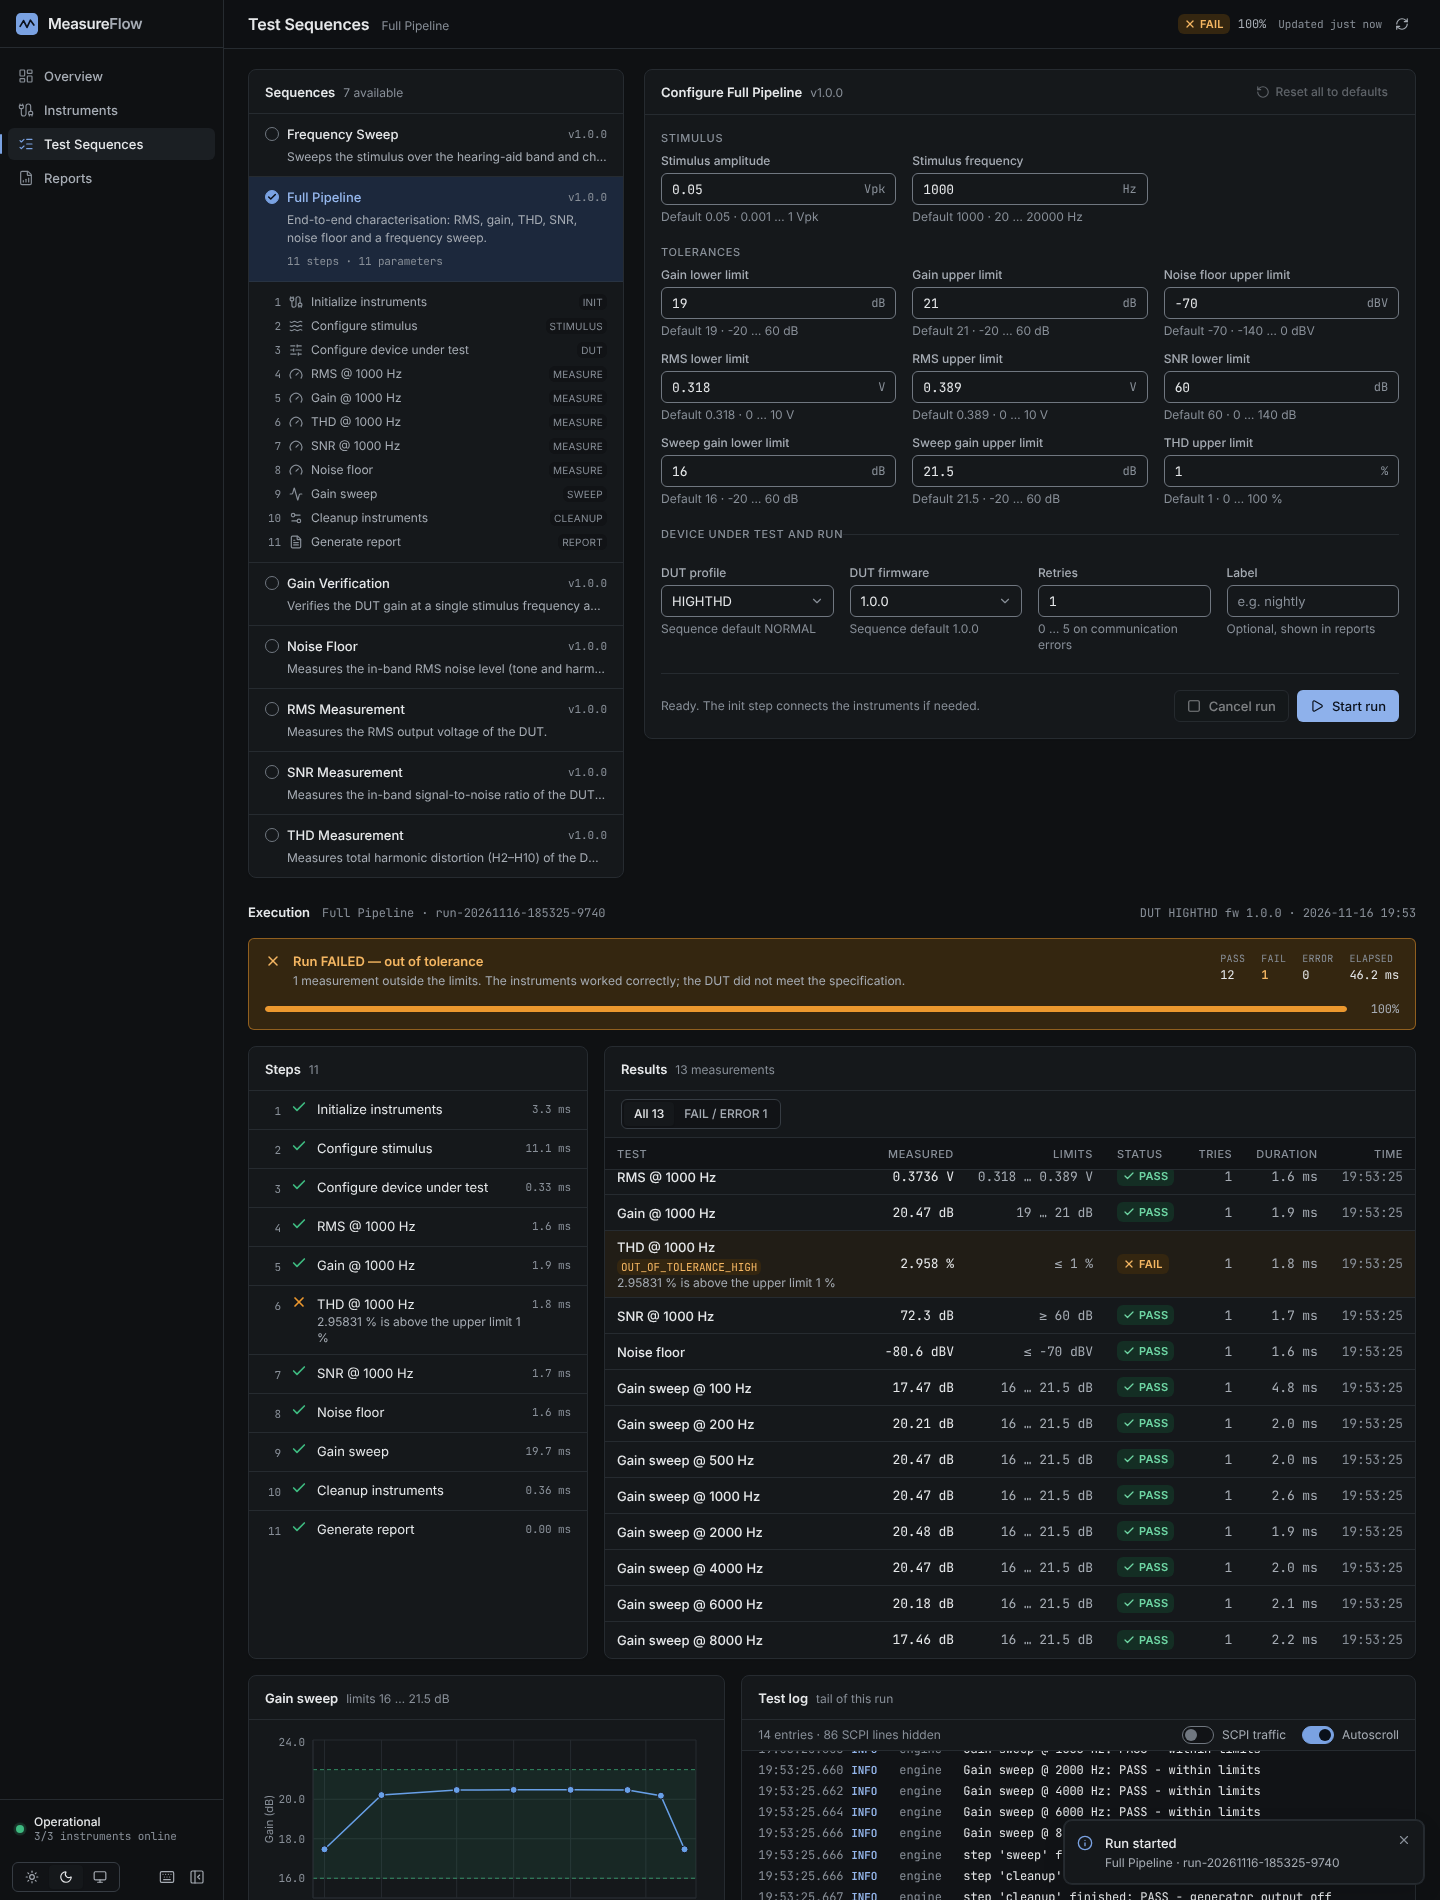 MeasureFlow
Overview
Instruments
Test Sequences
Reports
Operational
3/3 instruments online
Test Sequences Full Pipeline
FAIL 100% Updated just now
Sequences 7 available
Frequency Sweep v1.0.0
Sweeps the stimulus over the hearing-aid band and ch...
Full Pipeline v1.0.0
End-to-end characterisation: RMS, gain, THD, SNR,
noise floor and a frequency sweep.
11 steps · 11 parameters
1 Initialize instruments INIT
2 Configure stimulus STIMULUS
3 Configure device under test DUT
4 RMS @ 1000 Hz MEASURE
5 Gain @ 1000 Hz MEASURE
6 THD @ 1000 Hz MEASURE
7 SNR @ 1000 Hz MEASURE
8 Noise floor MEASURE
9 Gain sweep SWEEP
10 Cleanup instruments CLEANUP
11 Generate report REPORT
Gain Verification v1.0.0
Verifies the DUT gain at a single stimulus frequency a...
Noise Floor v1.0.0
Measures the in-band RMS noise level (tone and harm...
RMS Measurement v1.0.0
Measures the RMS output voltage of the DUT.
SNR Measurement v1.0.0
Measures the in-band signal-to-noise ratio of the DUT...
THD Measurement v1.0.0
Measures total harmonic distortion (H2–H10) of the D...
Configure Full Pipeline v1.0.0 Reset all to defaults
STIMULUS
Stimulus amplitude Stimulus frequency
0.05 Vpk 1000 Hz
Default 0.05 · 0.001 … 1 Vpk Default 1000 · 20 … 20000 Hz
TOLERANCES
Gain lower limit Gain upper limit Noise floor upper limit
19 dB 21 dB -70 dBV
Default 19 · -20 … 60 dB Default 21 · -20 … 60 dB Default -70 · -140 … 0 dBV
RMS lower limit RMS upper limit SNR lower limit
0.318 V 0.389 V 60 dB
Default 0.318 · 0 … 10 V Default 0.389 · 0 … 10 V Default 60 · 0 … 140 dB
Sweep gain lower limit Sweep gain upper limit THD upper limit
16 dB 21.5 dB 1 %
Default 16 · -20 … 60 dB Default 21.5 · -20 … 60 dB Default 1 · 0 … 100 %
DEVICE UNDER TEST AND RUN
DUT profile DUT firmware Retries Label
HIGHTHD 1.0.0 1 e.g. nightly
Sequence default NORMAL Sequence default 1.0.0 0 … 5 on communication Optional, shown in reports
errors
Ready. The init step connects the instruments if needed. Cancel run Start run
Execution Full Pipeline · run-20261116-185325-9740 DUT HIGHTHD fw 1.0.0 · 2026-11-16 19:53
Run FAILED — out of tolerance PASS FAIL ERROR ELAPSED
1 measurement outside the limits. The instruments worked correctly; the DUT did not meet the specification. 12 1 0 46.2 ms
100%
Steps 11
1 Initialize instruments 3.3 ms
2 Configure stimulus 11.1 ms
3 Configure device under test 0.33 ms
4 RMS @ 1000 Hz 1.6 ms
5 Gain @ 1000 Hz 1.9 ms
6 THD @ 1000 Hz 1.8 ms
2.95831 % is above the upper limit 1
%
7 SNR @ 1000 Hz 1.7 ms
8 Noise floor 1.6 ms
9 Gain sweep 19.7 ms
10 Cleanup instruments 0.36 ms
11 Generate report 0.00 ms
Results 13 measurements
All 13 FAIL / ERROR 1
TEST MEASURED LIMITS STATUS TRIES DURATION TIME
RMS @ 1000 Hz 0.3736 V 0.318 … 0.389 V PASS 1 1.6 ms 19:53:25
Gain @ 1000 Hz 20.47 dB 19 … 21 dB PASS 1 1.9 ms 19:53:25
THD @ 1000 Hz 2.958 % ≤ 1 % FAIL 1 1.8 ms 19:53:25
OUT_OF_TOLERANCE_HIGH
2.95831 % is above the upper limit 1 %
SNR @ 1000 Hz 72.3 dB ≥ 60 dB PASS 1 1.7 ms 19:53:25
Noise floor -80.6 dBV ≤ -70 dBV PASS 1 1.6 ms 19:53:25
Gain sweep @ 100 Hz 17.47 dB 16 … 21.5 dB PASS 1 4.8 ms 19:53:25
Gain sweep @ 200 Hz 20.21 dB 16 … 21.5 dB PASS 1 2.0 ms 19:53:25
Gain sweep @ 500 Hz 20.47 dB 16 … 21.5 dB PASS 1 2.0 ms 19:53:25
Gain sweep @ 1000 Hz 20.47 dB 16 … 21.5 dB PASS 1 2.6 ms 19:53:25
Gain sweep @ 2000 Hz 20.48 dB 16 … 21.5 dB PASS 1 1.9 ms 19:53:25
Gain sweep @ 4000 Hz 20.47 dB 16 … 21.5 dB PASS 1 2.0 ms 19:53:25
Gain sweep @ 6000 Hz 20.18 dB 16 … 21.5 dB PASS 1 2.1 ms 19:53:25
Gain sweep @ 8000 Hz 17.46 dB 16 … 21.5 dB PASS 1 2.2 ms 19:53:25
Gain sweep limits 16 … 21.5 dB
24.0
20.0
18.0
16.0
Gain (dB)
Test log tail of this run
14 entries · 86 SCPI lines hidden SCPI traffic Autoscroll
INFO engine Gain sweep @ 1000 Hz: PASS - within limits
19:53:25.660 INFO engine Gain sweep @ 2000 Hz: PASS - within limits
19:53:25.662 INFO engine Gain sweep @ 4000 Hz: PASS - within limits
19:53:25.664 INFO engine Gain sweep @ 6000 Hz: PASS - within limits
19:53:25.666 INFO engine Gain sweep @ 8
19:53:25.666 INFO engine step 'sweep' f
19:53:25.666 INFO engine step 'cleanup'
19:53:25.667 INFO engine step 'cleanup' finished: PASS - generator output off
Run started
Full Pipeline · run-20261116-185325-9740